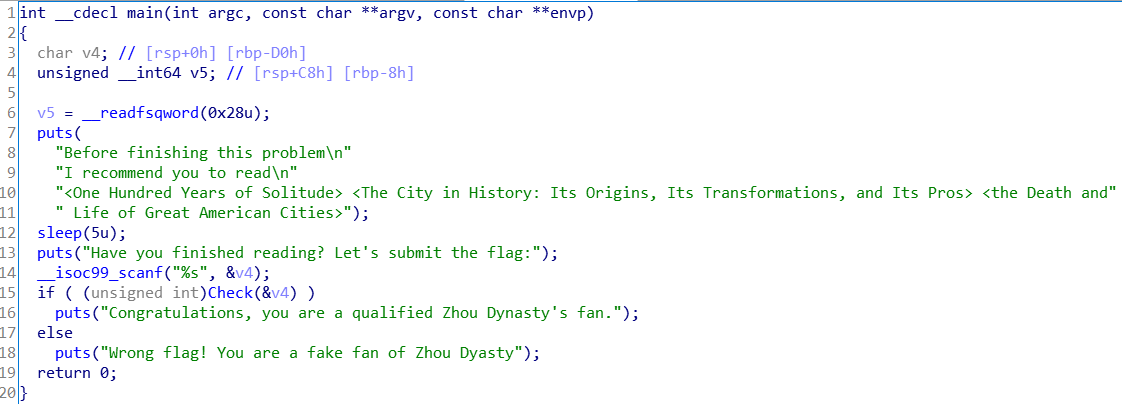 1 int __cdecl main(int argc, const char **argv, const char **envp)
2 {
3   char v4; // [rsp+0h] [rbp-D0h]
4   unsigned __int64 v5; // [rsp+C8h] [rbp-8h]
5
6   v5 = __readfsqword(0x28u);
7   puts(
8     "Before finishing this problem\n"
9     "I recommend you to read\n"
10     "<One Hundred Years of Solitude> <The City in History: Its Origins, Its Transformations, and Its Pros> <the Death and"
11     " Life of Great American Cities>");
12   sleep(5u);
13   puts("Have you finished reading? Let's submit the flag:");
14   __isoc99_scanf("%s", &v4);
15   if ( (unsigned int)Check(&v4) )
16     puts("Congratulations, you are a qualified Zhou Dynasty's fan.");
17   else
18     puts("Wrong flag! You are a fake fan of Zhou Dyasty");
19   return 0;
20 }